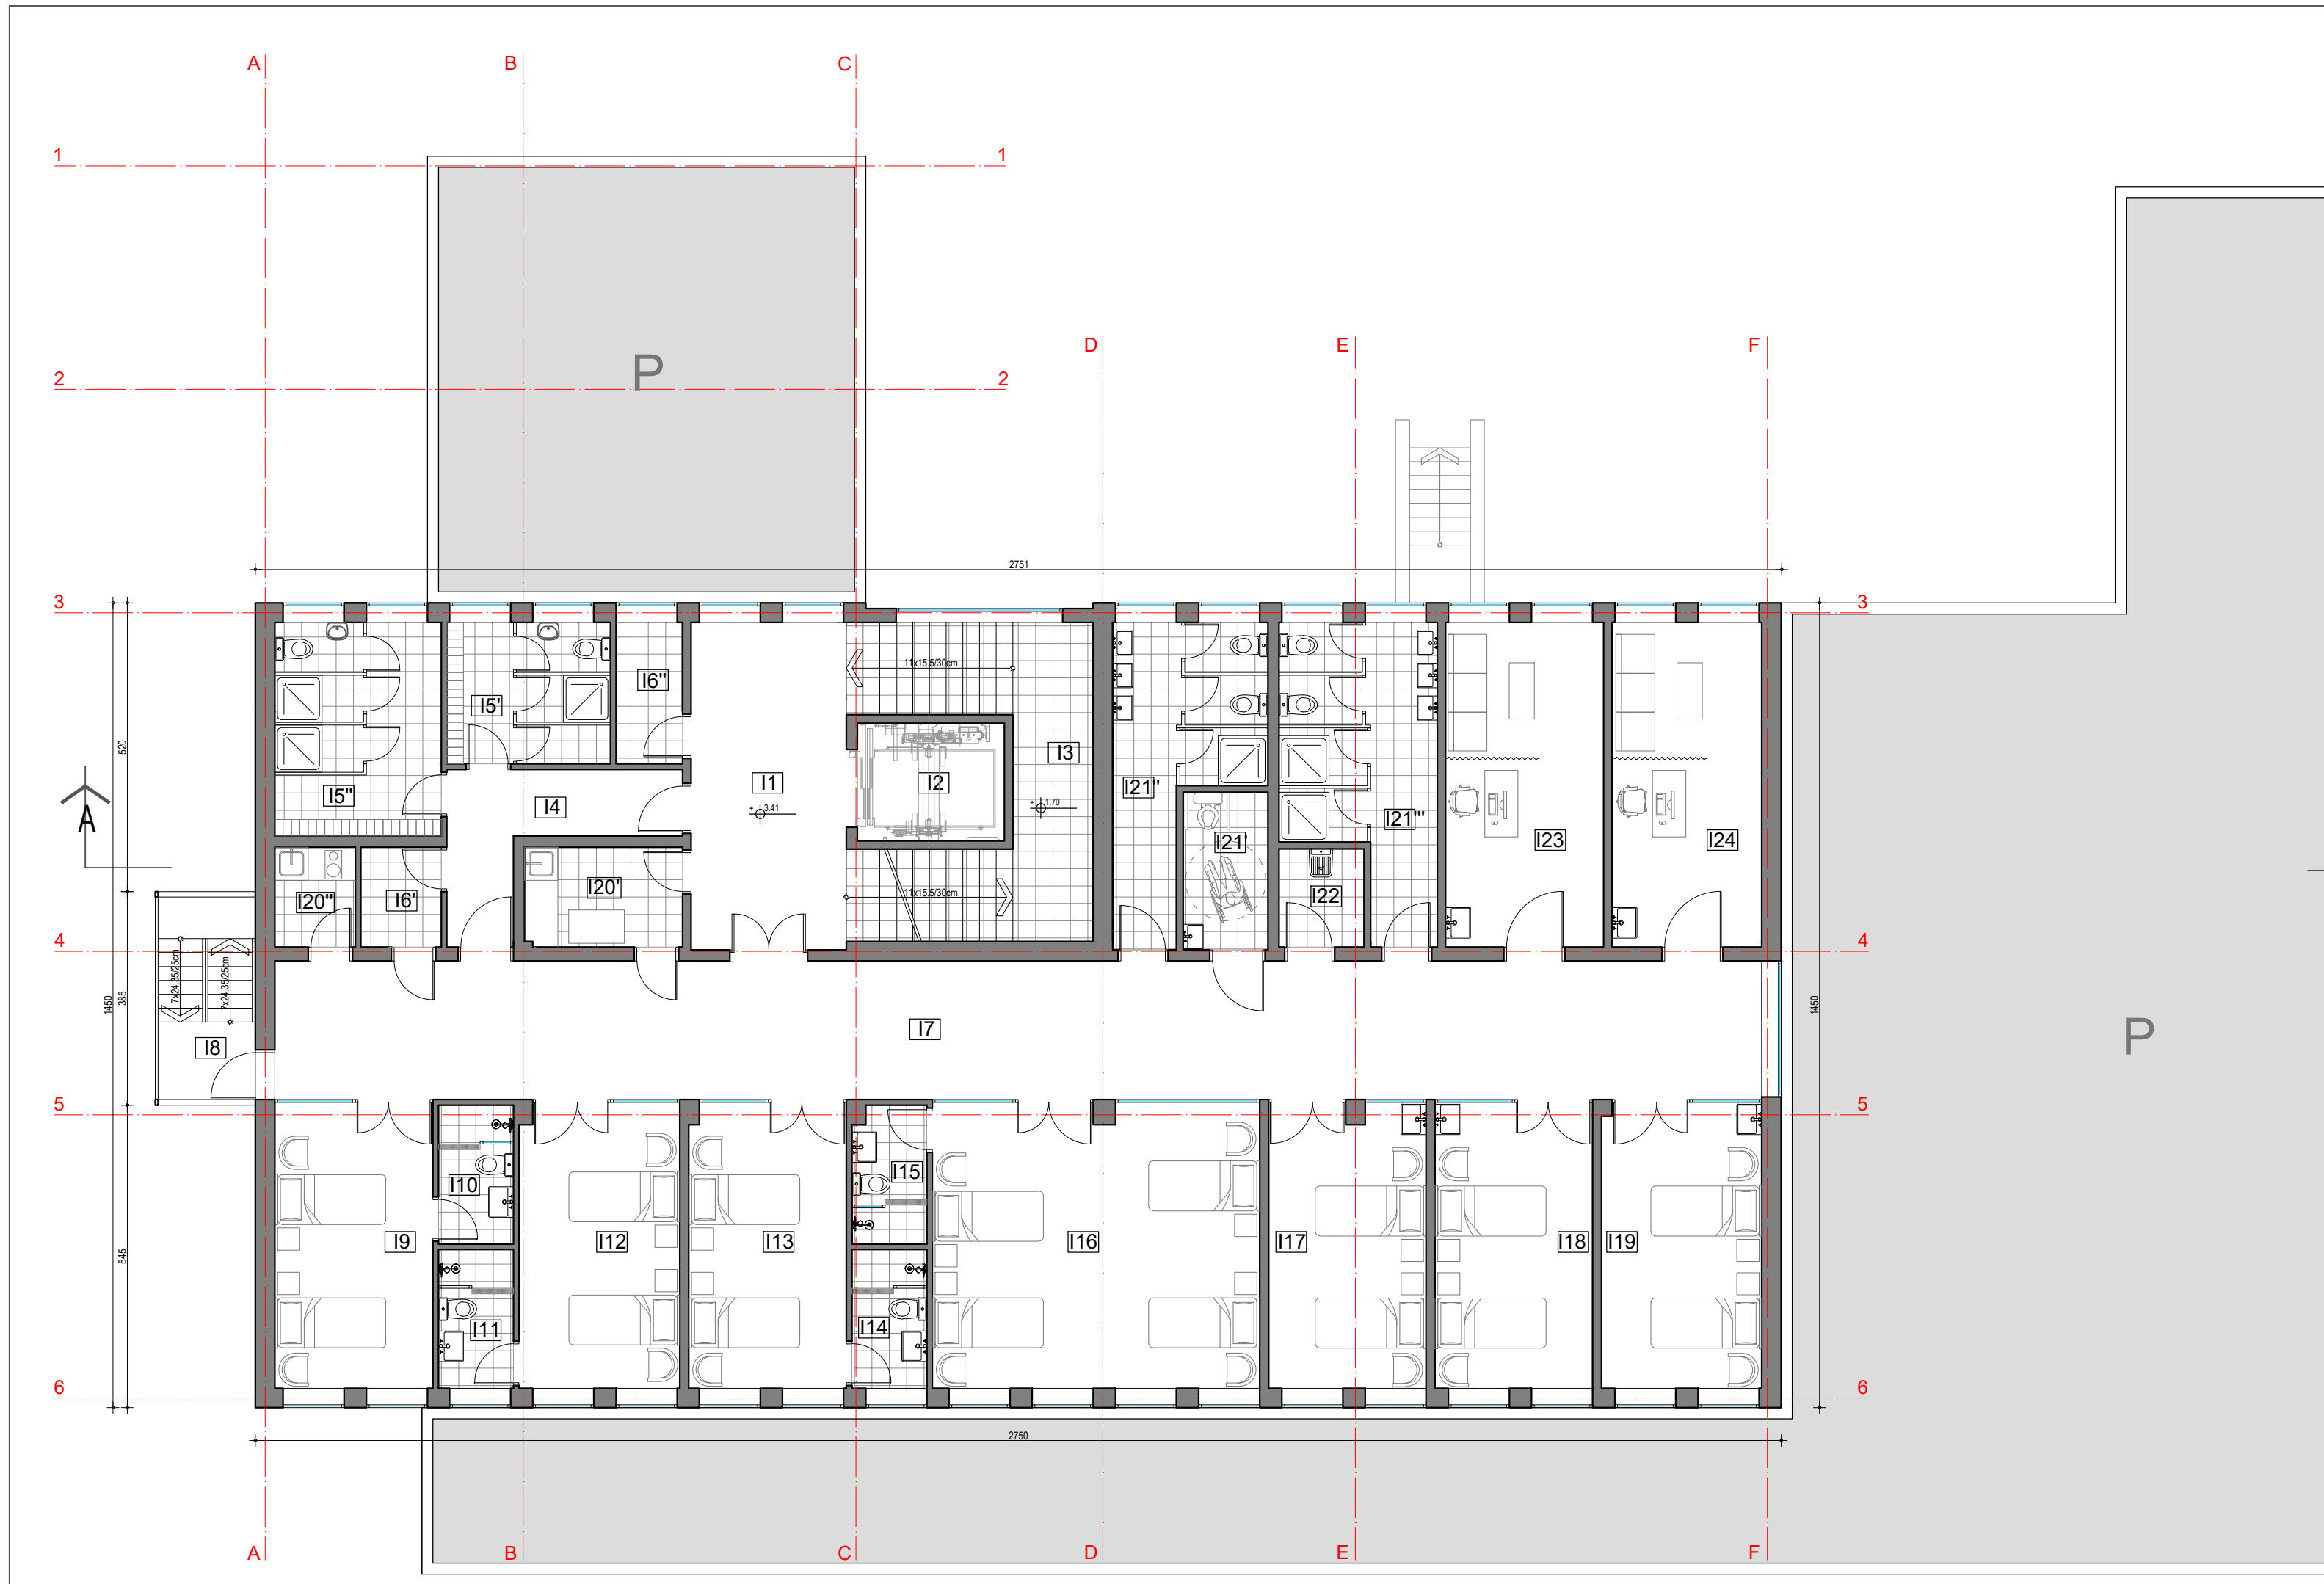 A B C
1 1
P
2 2
D E F
2751
3 3
11x15.5/30cm
I6"
I5'
520
I3
I1 I2
+ 3.41
+ 1.70
I21"
I5" I4
A
I21'''
I21'
I23 I24
I20" I6' I20'
11x15.5/30cm
I22
4 4
7x24.35/25cm 7x24.35/25cm
1450 385
1450
I7
P
I8
5 5
I15
I10
I9 I12 I13 I16 I17 I18 I19
545
I11 I14
6 6
2750
A B C D E F